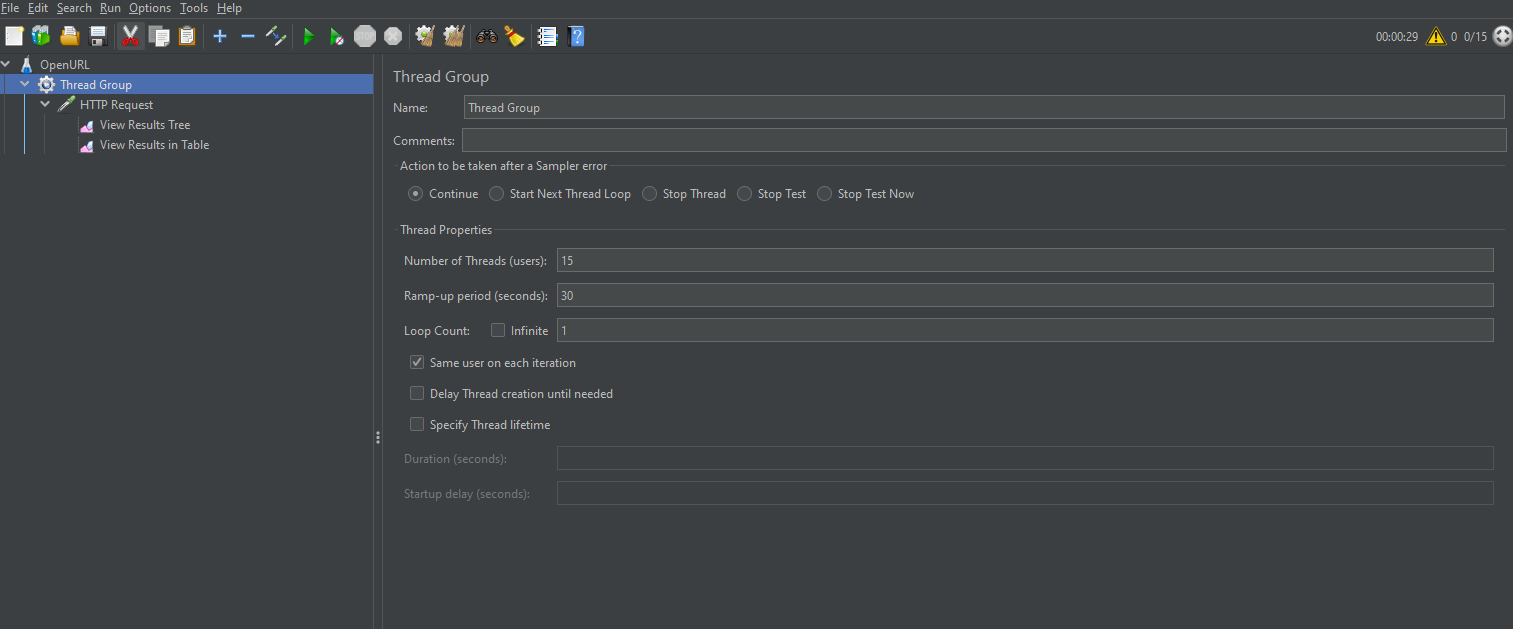 File Edit Search Run Options Tools Help
00:00:29 0 0/15
OpenURL
Thread Group
HTTP Request
View Results Tree
View Results in Table
Thread Group
Name: Thread Group
Comments:
Action to be taken after a Sampler error
Continue Start Next Thread Loop Stop Thread Stop Test Stop Test Now
Thread Properties
Number of Threads (users): 15
Ramp-up period (seconds): 30
Loop Count: Infinite 1
Same user on each iteration
Delay Thread creation until needed
Specify Thread lifetime
Duration (seconds):
Startup delay (seconds):